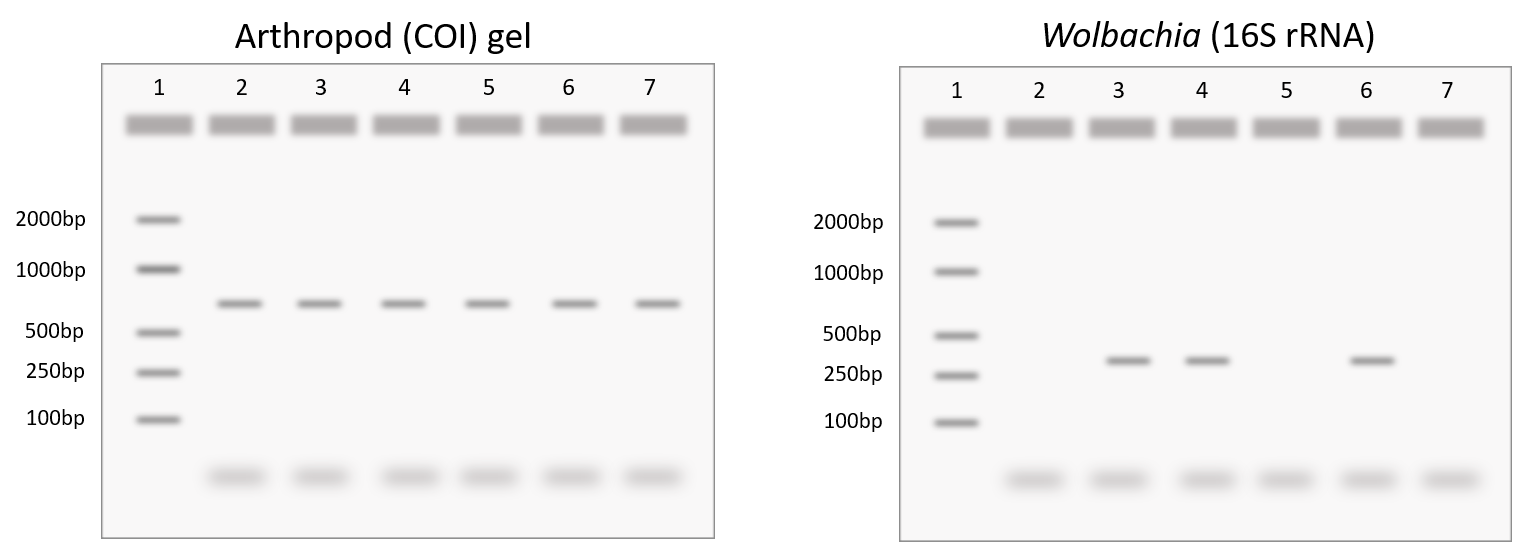 Arthropod (COI) gel
1 2 3 4 5 6 7
2000bp
1000bp
500bp
250bp
100bp
Wolbachia (16S rRNA)
1 2 3 4 5 6 7
2000bp
1000bp
500bp
250bp
100bp